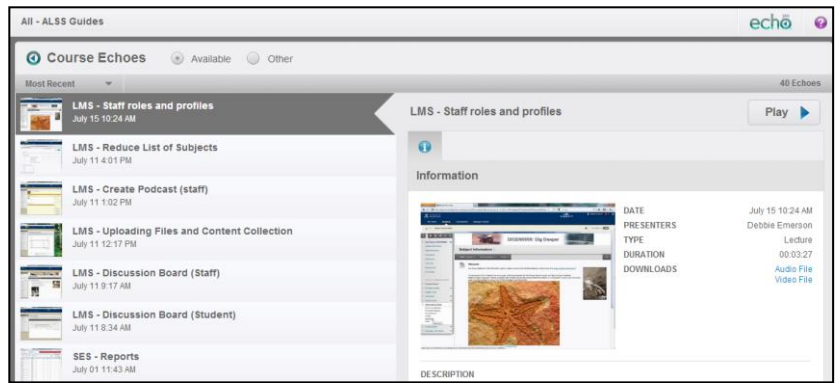 All - ALSS Guides
echo
Course Echoes Available Other
Most Recent
40 Echoes
LMS - Staff roles and profiles
July 15 10:24 AM
LMS - Reduce List of Subjects
July 11 4:01 PM
LMS - Create Podcast (staff)
July 11 1:02 PM
LMS - Uploading Files and Content Collection
July 11 12:17 PM
LMS - Discussion Board (Staff)
July 11 9:17 AM
LMS - Discussion Board (Student)
July 11 8:34 AM
SES - Reports
July 01 11:43 AM
LMS - Staff roles and profiles
Play
Information
DATE July 15 10:24 AM
PRESENTERS Debbie Emerson
TYPE Lecture
DURATION 00:03:27
DOWNLOADS Audio File
Video File
DESCRIPTION